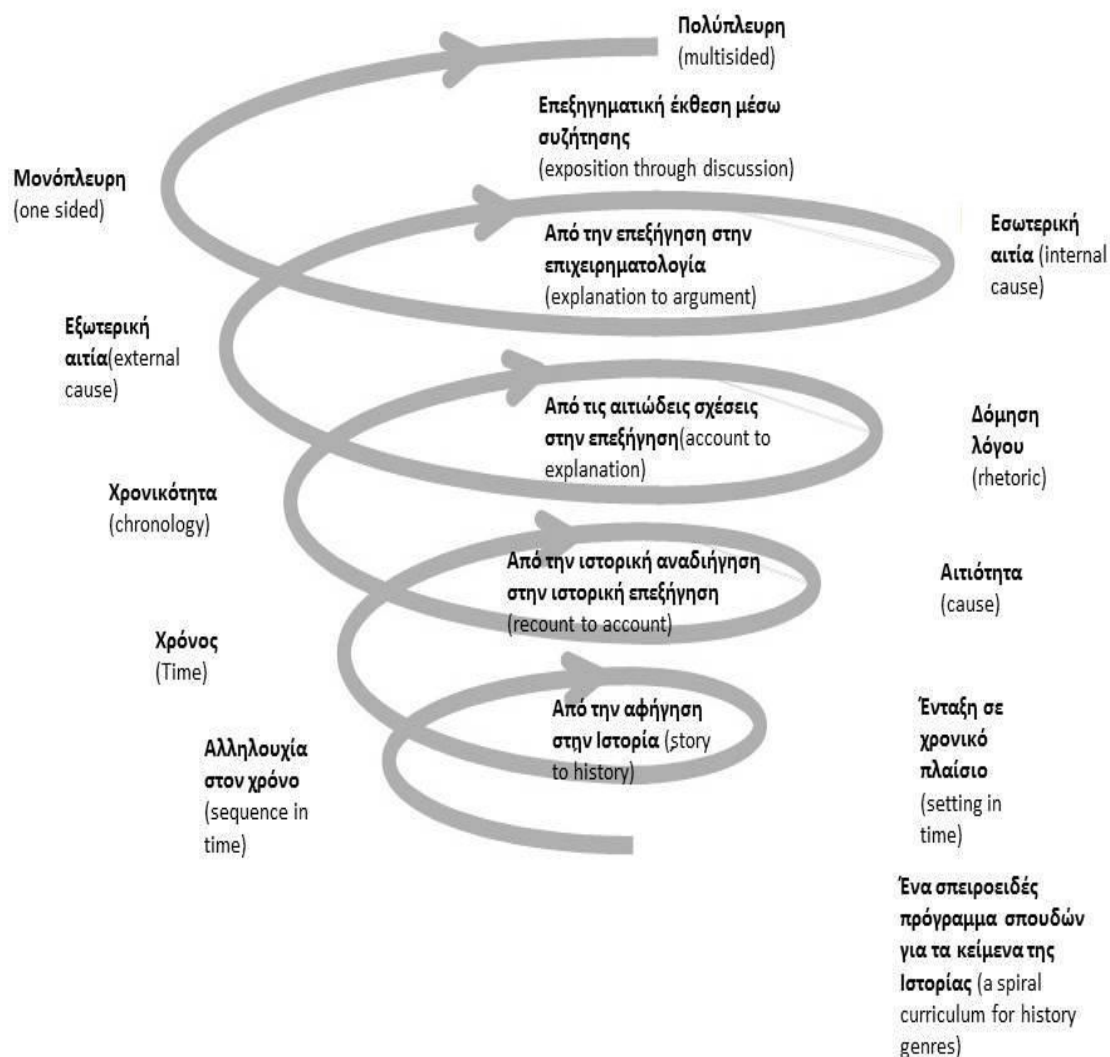 Πολύπλευρη
(multisided)
Επεξηγηματική έκθεση μέσω
συζήτησης
(exposition through discussion)
Μονόπλευρη
(one sided)
Από την επεξήγηση στην
επιχειρηματολογία
(explanation to argument)
Εσωτερική
αιτία (internal
cause)
Εξωτερική
αιτία(external
cause)
Από τις αιτιώδεις σχέσεις
στην επεξήγηση(account to
explanation)
Δόμηση
λόγου
(rhetoric)
Χρονικότητα
(chronology)
Από την ιστορική αναδιήγηση
στην ιστορική επεξήγηση
(recount to account)
Αιτιότητα
(cause)
Χρόνος
(Time)
Από την αφήγηση
στην Ιστορία (story
to history)
Ένταξη σε
χρονικό
πλαίσιο
(setting in
time)
Αλληλουχία
στον χρόνο
(sequence in
time)
Ένα σπειροειδές
πρόγραμμα σπουδών
για τα κείμενα της
Ιστορίας (a spiral
curriculum for history
genres)